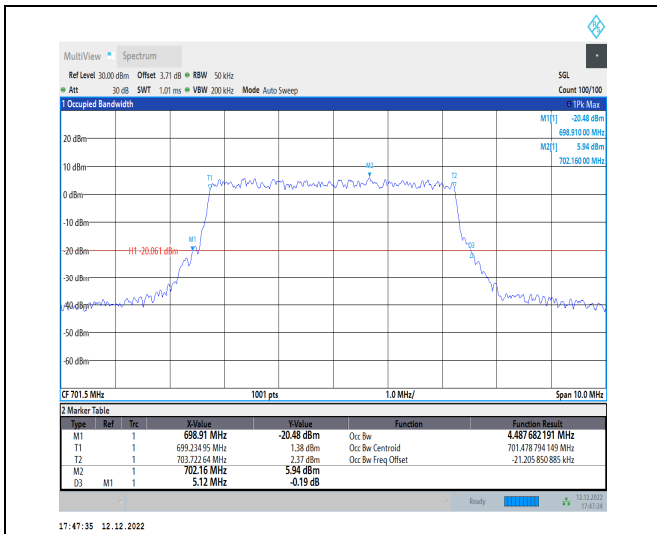 MultiView Spectrum
Ref Level 30.00 dBm Offset 3.71 dB RBW 50 kHz SGL
Att 30 dB SWT 1.01 ms VBW 200 kHz Mode Auto Sweep Count 100/100
1 Occupied Bandwidth 1Pk Max
M1[1] -20.48 dBm
698.91000 MHz
M2[1] 5.94 dBm
702.16000 MHz
20 dBm
10 dBm
M2
T1
T2
0 dBm
-10 dBm
M1
D3
-20 dBm
H1 -20.061 dBm
-30 dBm
-40 dBm
-50 dBm
-60 dBm
CF 701.5 MHz 1001 pts 1.0 MHz/ Span 10.0 MHz
2 Marker Table
Type Ref Trc X-Value Y-Value Function Function Result
M1 1 698.91 MHz -20.48 dBm Occ Bw 4.487 682 191 MHz
T1 1 699.234 95 MHz 1.38 dBm Occ Bw Centroid 701.478 794 149 MHz
T2 1 703.722 64 MHz 2.37 dBm Occ Bw Freq Offset -21.205 850 885 kHz
M2 1 702.16 MHz 5.94 dBm
D3 M1 1 5.12 MHz -0.19 dB
Ready 12.12.2022
17:47:34
17:47:35 12.12.2022